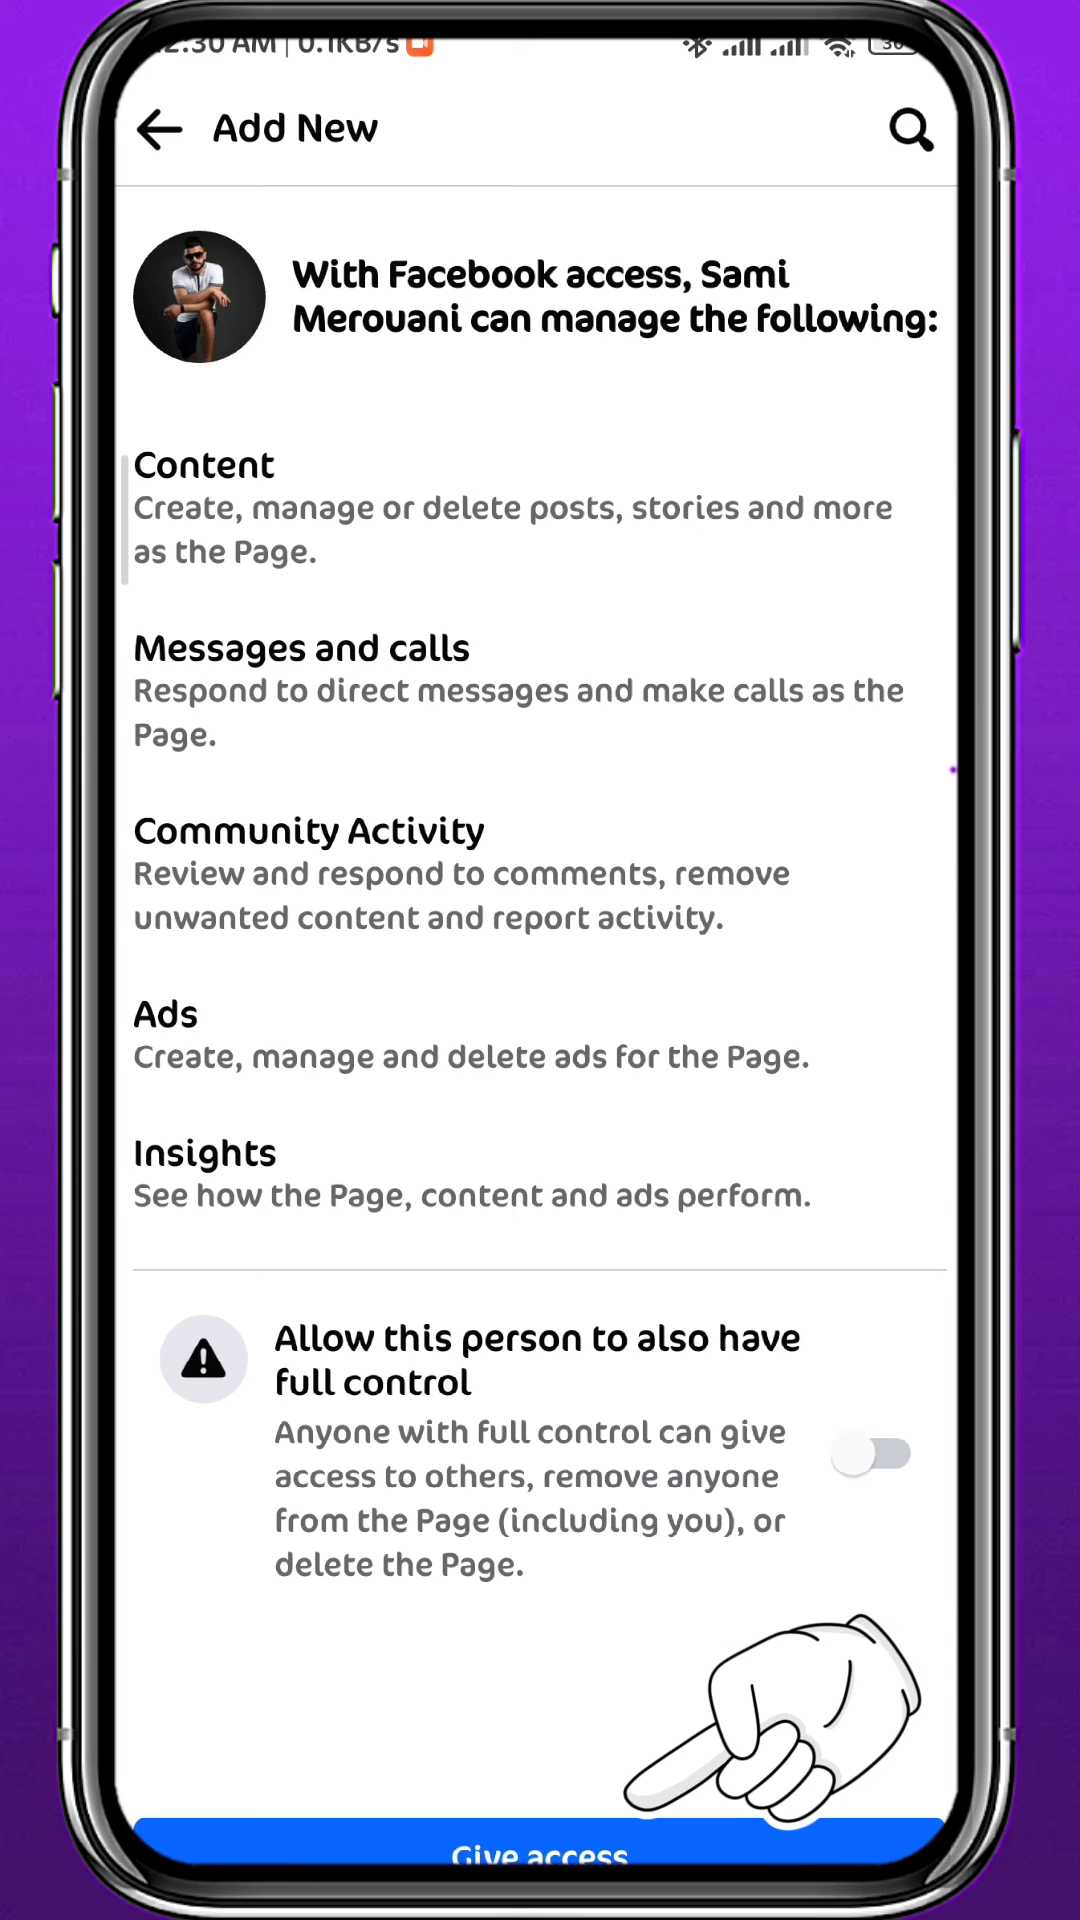 12:30 AM | 0.1KB/s
Add New
With Facebook access, Sami
Merouani can manage the following:
Content
Create, manage or delete posts, stories and more
as the Page.
Messages and calls
Respond to direct messages and make calls as the
Page.
Community Activity
Review and respond to comments, remove
unwanted content and report activity.
Ads
Create, manage and delete ads for the Page.
Insights
See how the Page, content and ads perform.
Allow this person to also have
full control
Anyone with full control can give
access to others, remove anyone
from the Page (including you), or
delete the Page.
Give access